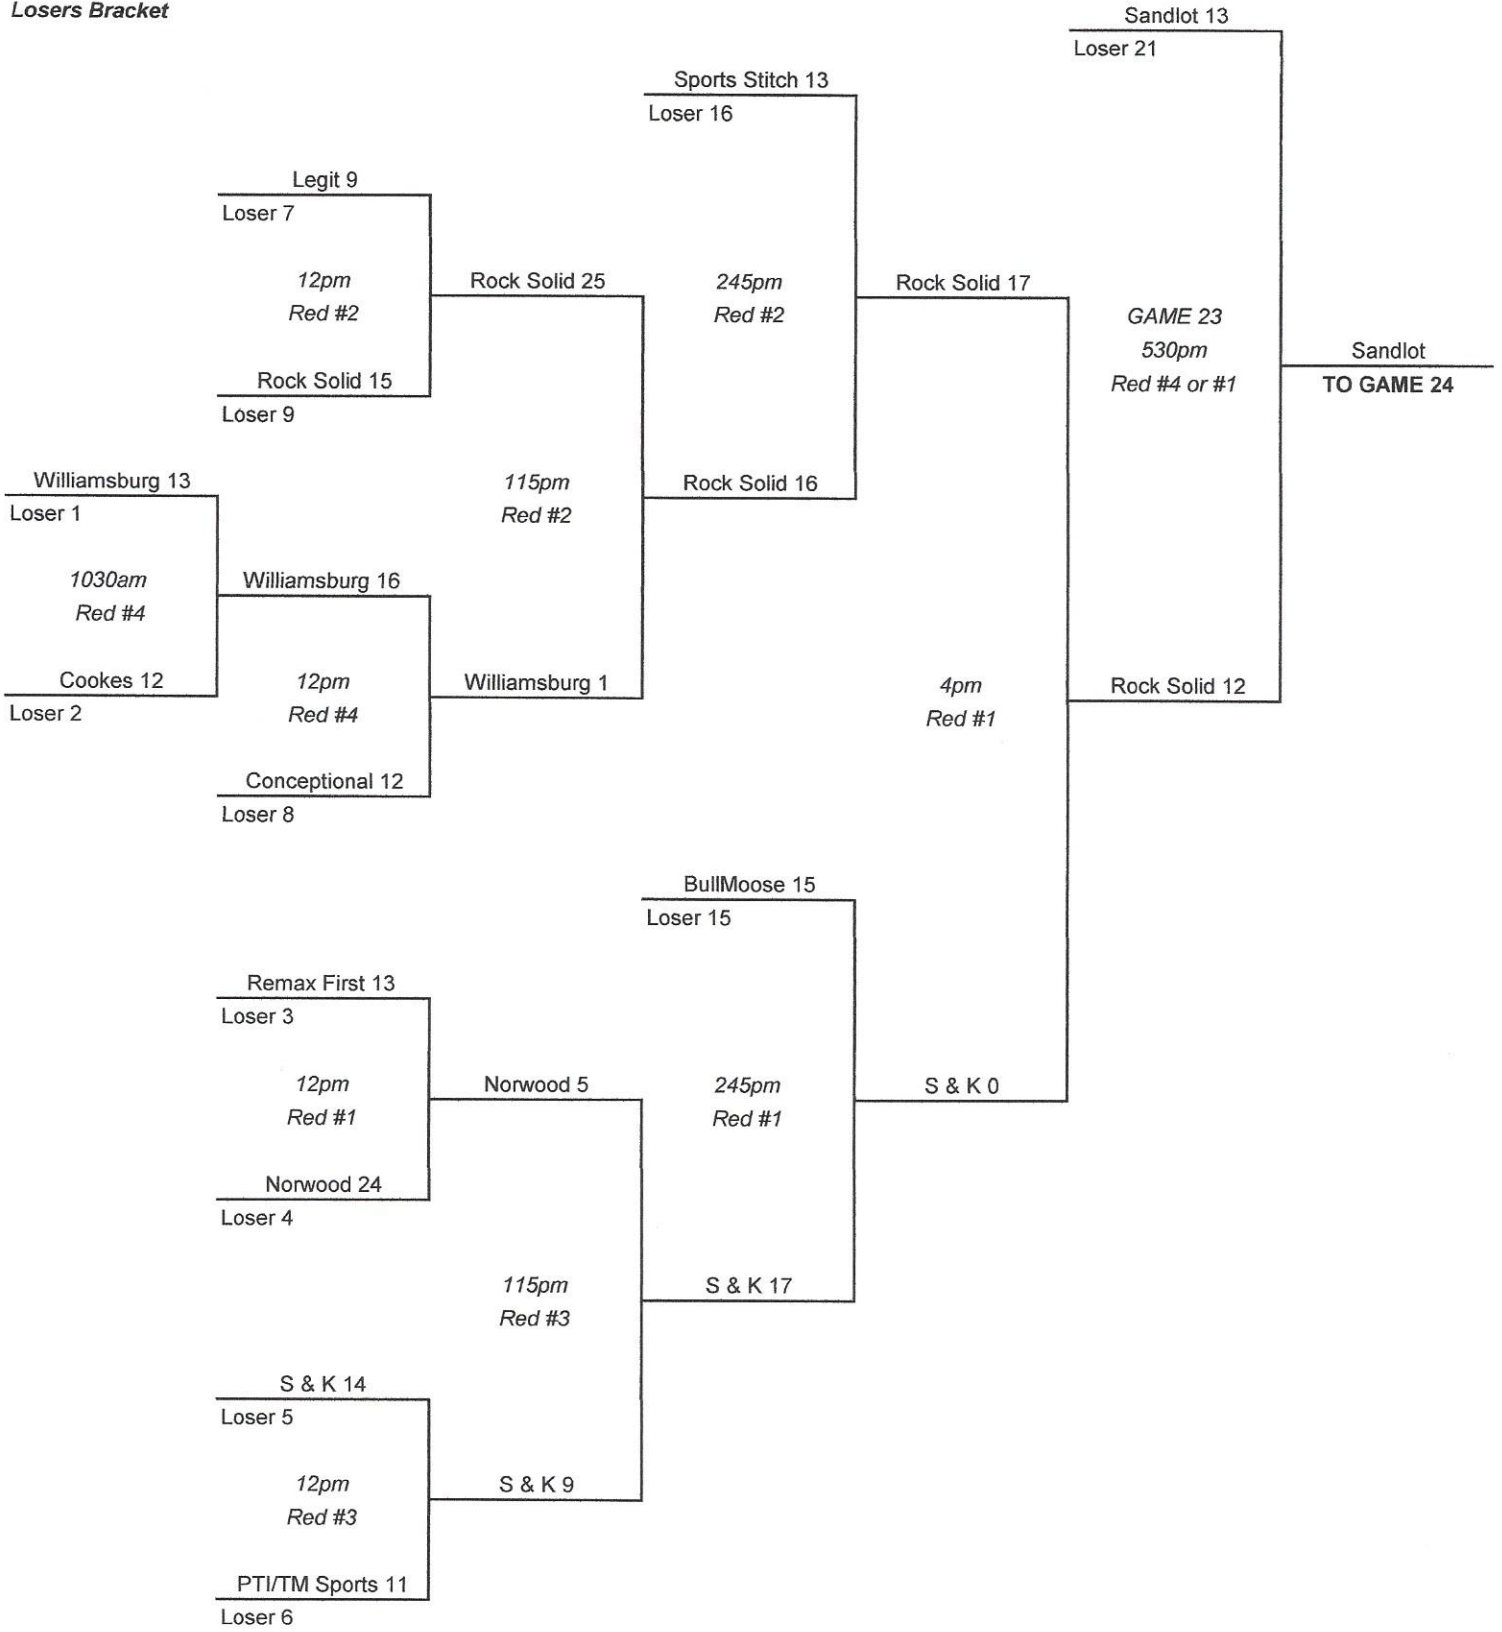 Losers Bracket
Sandlot 13
Loser 21
Sports Stitch 13
Loser 16
Legit 9
Loser 7
12pm
Red #2
Rock Solid 15
Loser 9
Rock Solid 25
245pm
Red #2
Rock Solid 17
GAME 23
530pm
Red #4 or #1
Sandlot
TO GAME 24
Williamsburg 13
Loser 1
1030am
Red #4
Cookes 12
Loser 2
115pm
Red #2
Rock Solid 16
Williamsburg 16
12pm
Red #4
Williamsburg 1
Conceptional 12
Loser 8
4pm
Red #1
Rock Solid 12
BullMoose 15
Loser 15
Remax First 13
Loser 3
12pm
Red #1
Norwood 24
Loser 4
Norwood 5
245pm
Red #1
S & K 0
115pm
Red #3
S & K 17
S & K 14
Loser 5
12pm
Red #3
S & K 9
PTI/TM Sports 11
Loser 6